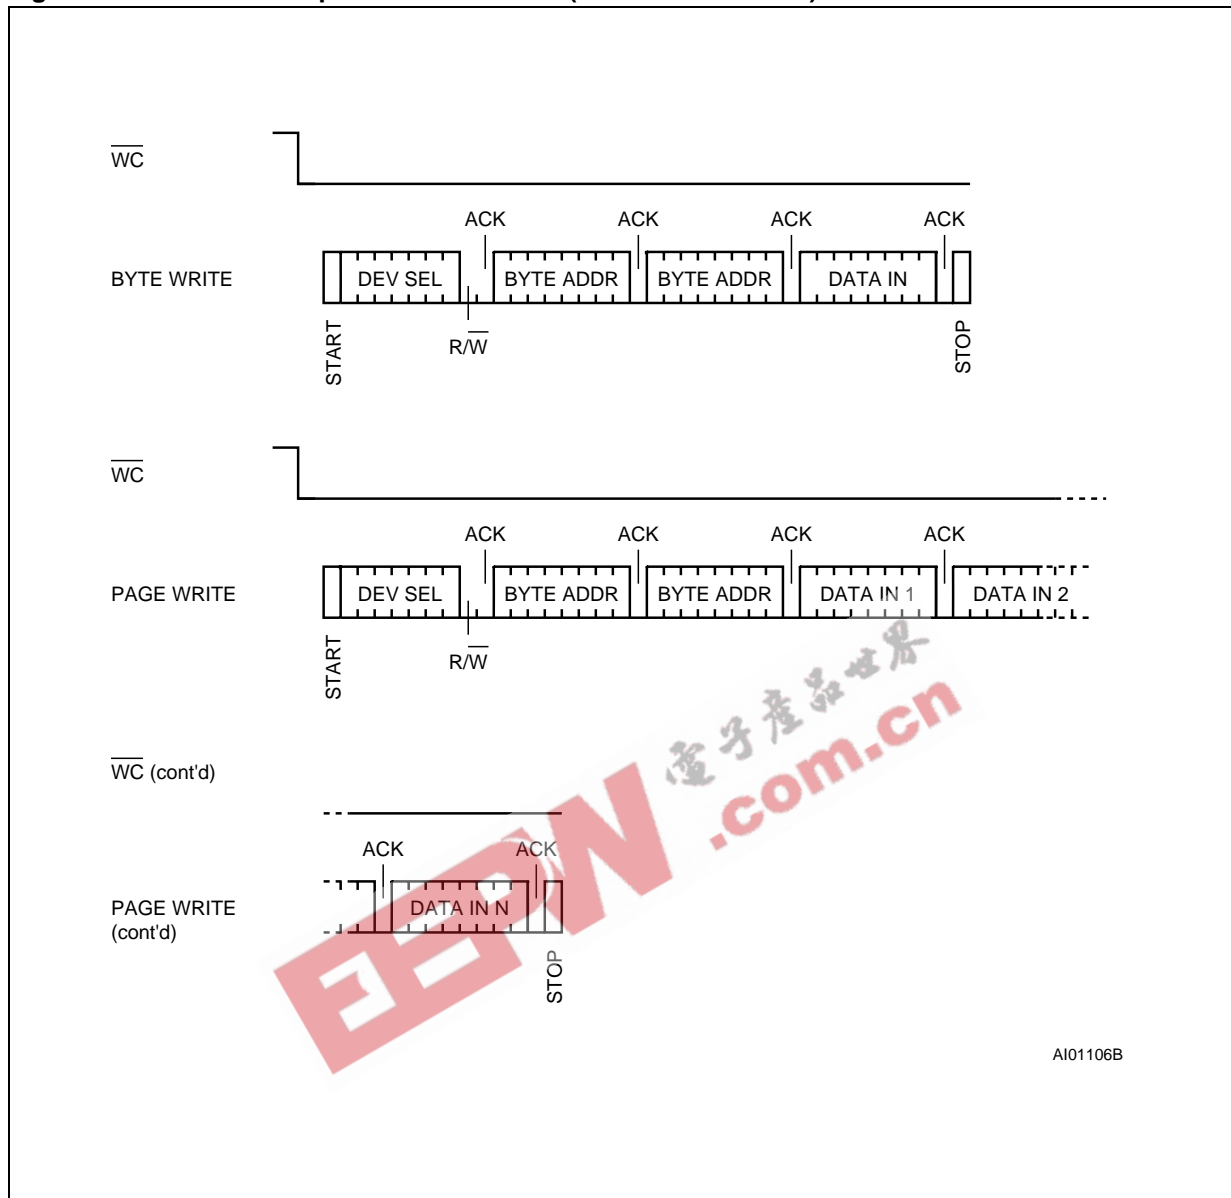 WC
ACK ACK ACK ACK
BYTE WRITE DEV SEL BYTE ADDR BYTE ADDR DATA IN
START R/W STOP
WC
ACK ACK ACK ACK
PAGE WRITE DEV SEL BYTE ADDR BYTE ADDR DATA IN 1 DATA IN 2
START R/W
WC (cont'd)
ACK ACK
PAGE WRITE DATA IN N
(cont'd)
STOP
EEPW 電子產品世界
.com.cn
AI01106B